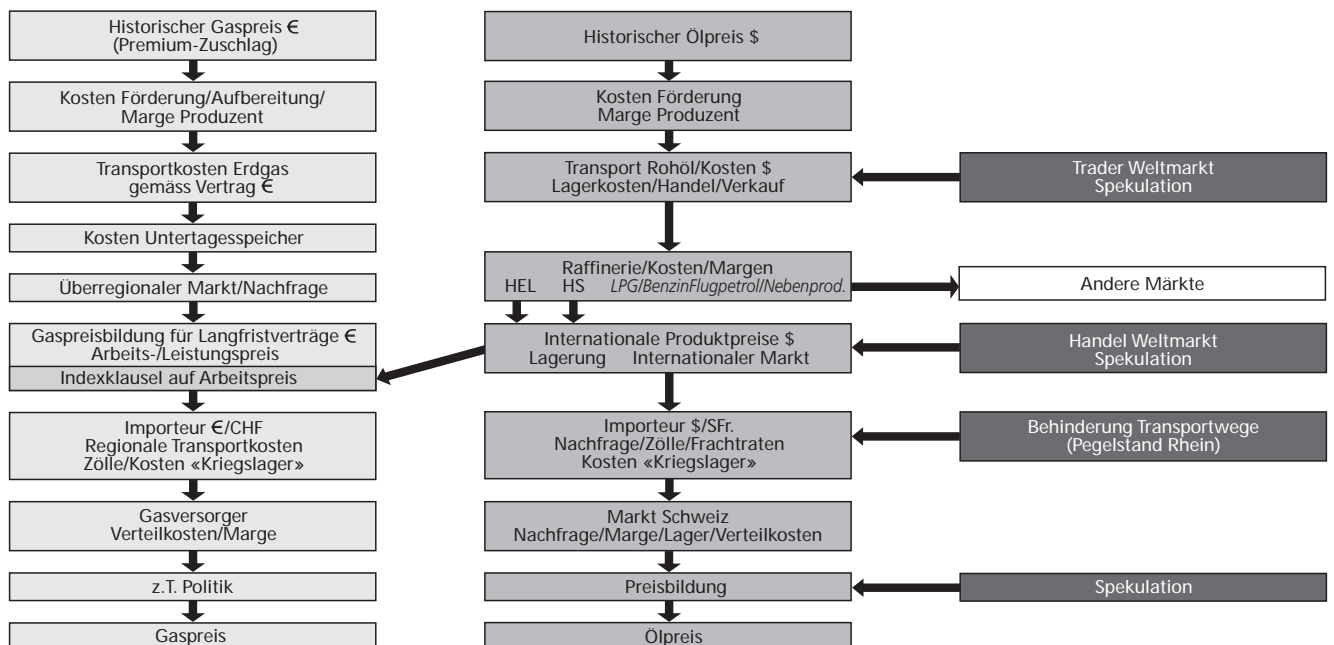 Historischer Gaspreis €
(Premium-Zuschlag)
Kosten Förderung/Aufbereitung/
Marge Produzent
Transportkosten Erdgas
gemäss Vertrag €
Kosten Untertagesspeicher
Überregionaler Markt/Nachfrage
Gaspreisbildung für Langfristverträge €
Arbeits-/Leistungspreis
Indexklausel auf Arbeitspreis
Importeur €/CHF
Regionale Transportkosten
Zölle/Kosten «Kriegslager»
Gasversorger
Verteilkosten/Marge
z.T. Politik
Gaspreis
Historischer Ölpreis $
Kosten Förderung
Marge Produzent
Transport Rohöl/Kosten $
Lagerkosten/Handel/Verkauf
Raffinerie/Kosten/Margen
HEL HS LPG/BenzinFlugpetrol/Nebenprod.
Internationale Produktpreise $
Lagerung Internationaler Markt
Importeur $/SFr.
Nachfrage/Zölle/Frachtraten
Kosten «Kriegslager»
Markt Schweiz
Nachfrage/Marge/Lager/Verteilkosten
Preisbildung
Ölpreis
Trader Weltmarkt
Spekulation
Andere Märkte
Handel Weltmarkt
Spekulation
Behinderung Transportwege
(Pegelstand Rhein)
Spekulation